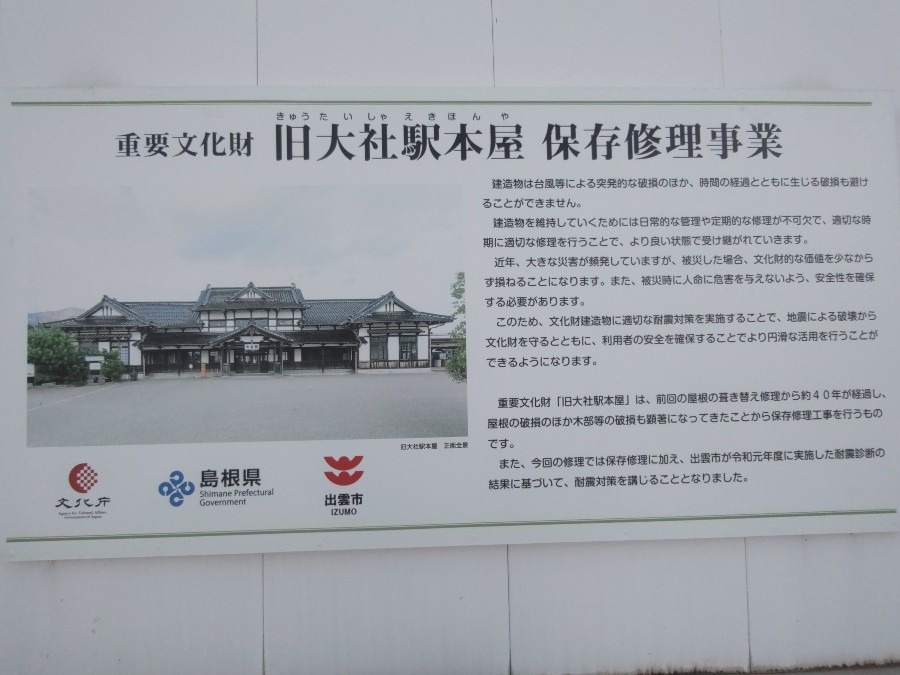 きゅうたいしゃえきほんや
重要文化財 旧大社駅本屋 保存修理事業
建造物は台風等による突発的な破損のほか、時間の経過とともに生じる破損も避け
ることができません。
建造物を維持していくためには日常的な管理や定期的な修理が不可欠で、適切な時
期に適切な修理を行うことで、より良い状態で受け継がれていきます。
近年、大きな災害が頻発していますが、被災した場合、文化財的な価値を少なから
ず損ねることになります。また、被災時に人命に危害を与えないよう、安全性を確保
する必要があります。
このため、文化財建造物に適切な耐震対策を実施することで、地震による破壊から
文化財を守るとともに、利用者の安全を確保することでより円滑な活用を行うことが
できるようになります。
重要文化財「旧大社駅本屋」は、前回の屋根の葺き替え修理から約４０年が経過し、
屋根の破損のほか木部等の破損も顕著になってきたことから保存修理工事を行うもの
です。
また、今回の修理では保存修理に加え、出雲市が令和元年度に実施した耐震診断の
結果に基づいて、耐震対策を講じることとなりました。
旧大社駅本屋 正面全景
文化庁
Agency for Cultural Affairs,
Government of Japan
島根県
Shimane Prefectural
Government
出雲市
IZUMO